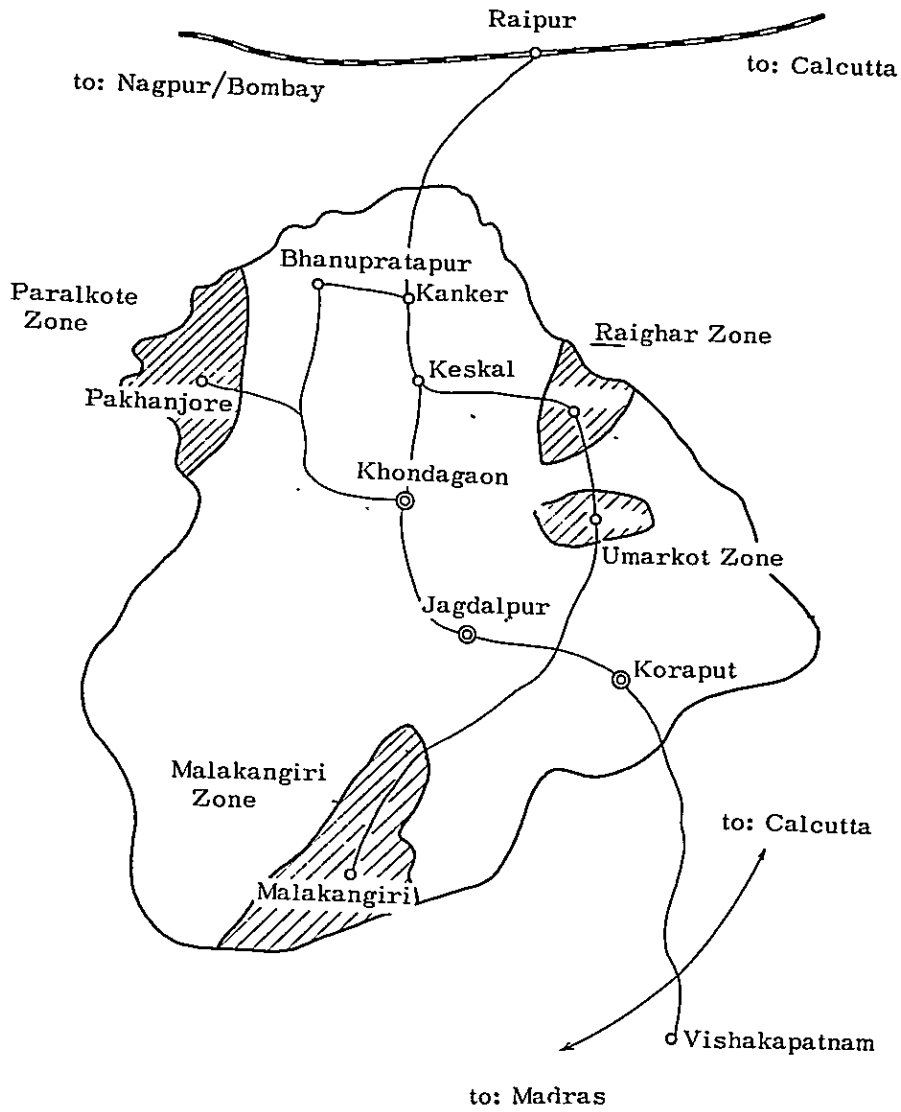 Raipur
to: Nagpur/Bombay
to: Calcutta
Bhanupratapur
Paralkote
Zone
Kanker
Raighar Zone
Keskal
Pakhanjore
Khondagaon
Umarkot Zone
Jagdalpur
Koraput
Malakangiri
Zone
to: Calcutta
Malakangiri
Vishakapatnam
to: Madras